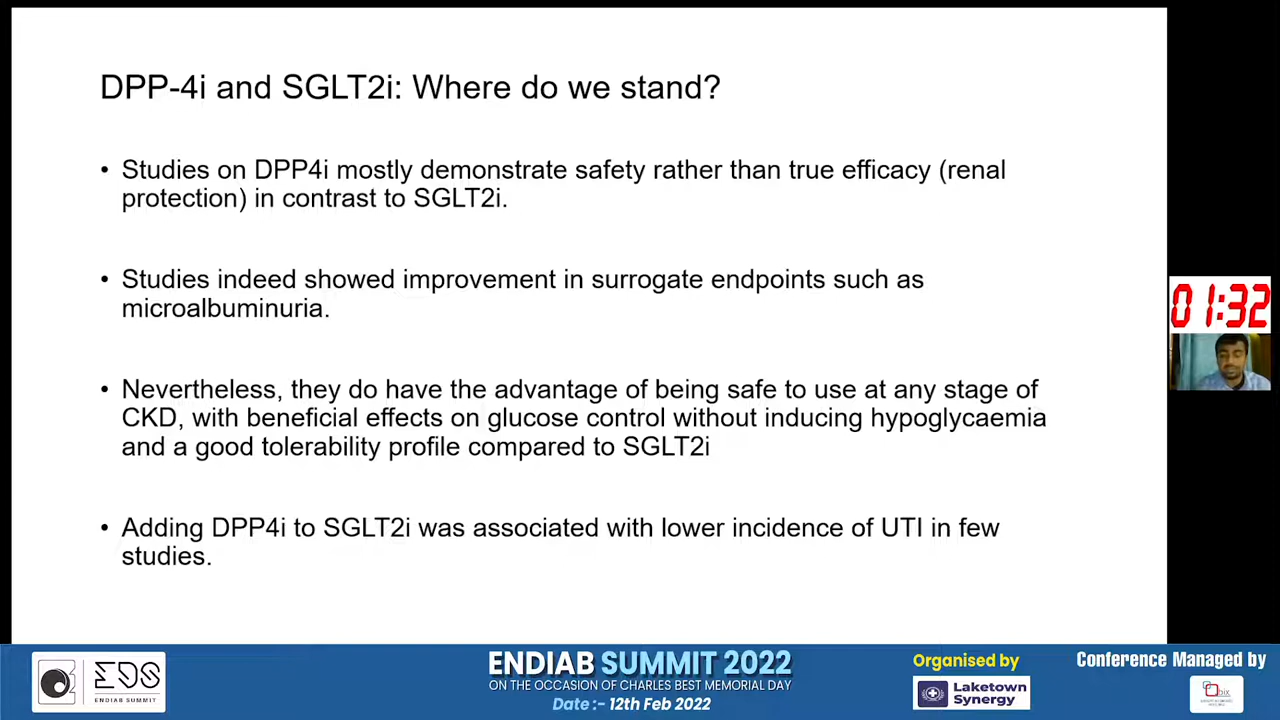 DPP-4i and SGLT2i: Where do we stand?
• Studies on DPP4i mostly demonstrate safety rather than true efficacy (renal
protection) in contrast to SGLT2i.
• Studies indeed showed improvement in surrogate endpoints such as
microalbuminuria.
• Nevertheless, they do have the advantage of being safe to use at any stage of
CKD, with beneficial effects on glucose control without inducing hypoglycaemia
and a good tolerability profile compared to SGLT2i
• Adding DPP4i to SGLT2i was associated with lower incidence of UTI in few
studies.
01:32
EDS
ENDIAB SUMMIT
ENDIAB SUMMIT 2022
ON THE OCCASION OF CHARLES BEST MEMORIAL DAY
Date :- 12th Feb 2022
Organised by
Laketown
Synergy
Conference Managed by